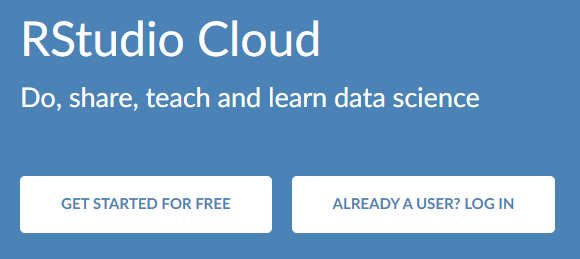 RStudio Cloud
Do, share, teach and learn data science
GET STARTED FOR FREE
ALREADY A USER? LOG IN